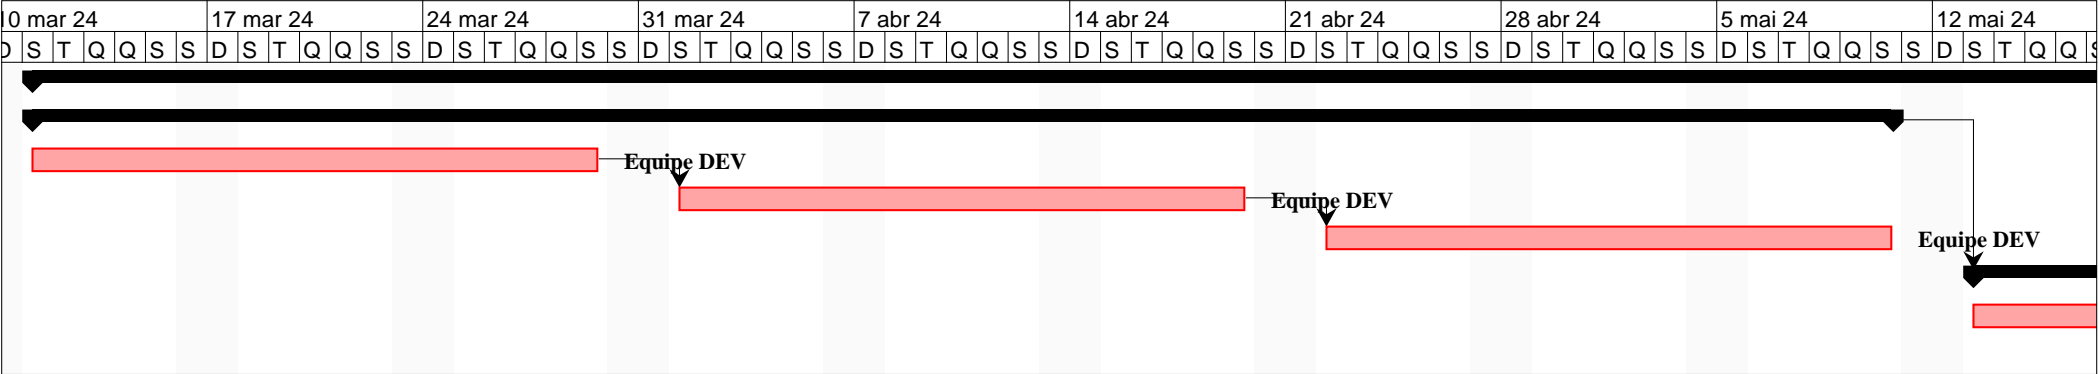 10 mar 24 17 mar 24 24 mar 24 31 mar 24 7 abr 24 14 abr 24 21 abr 24 28 abr 24 5 mai 24 12 mai 24
D S T Q Q S S D S T Q Q S S D S T Q Q S S D S T Q Q S S D S T Q Q S S D S T Q Q S S D S T Q Q S S D S T Q Q S S D S T Q Q S S D S T Q Q S
Equipe DEV
Equipe DEV
Equipe DEV